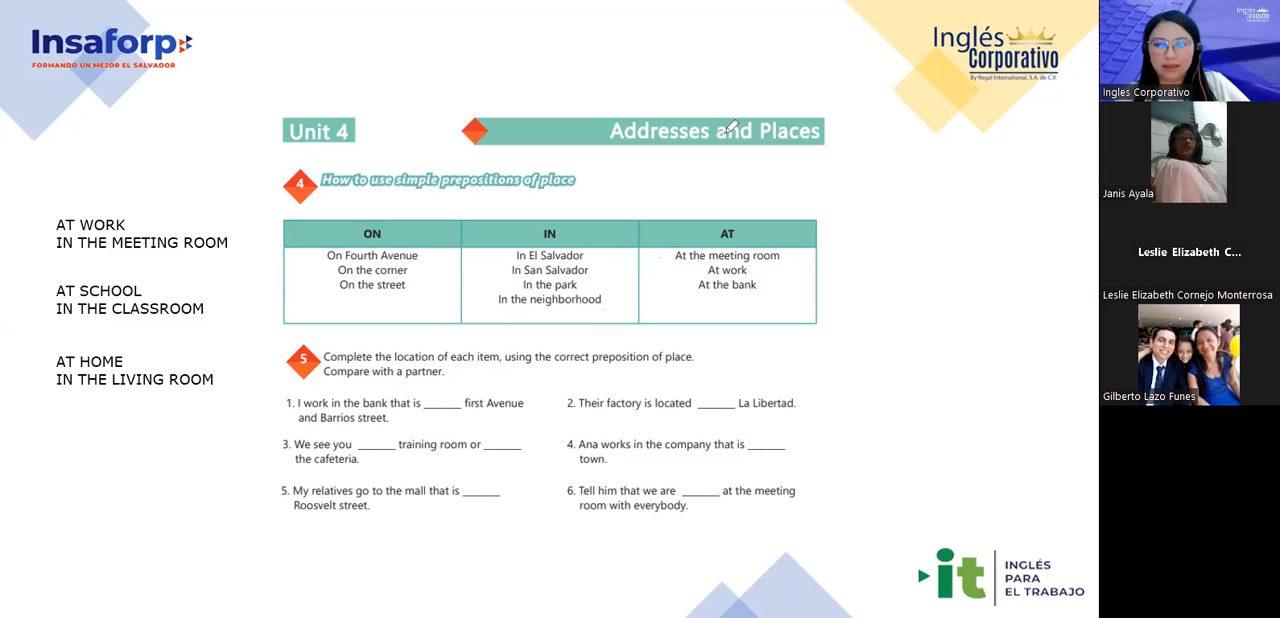 Insaforp
FORMANDO UN MEJOR EL SALVADOR
Inglés
Corporativo
By Regal International, S.A. de C.V.
Unit 4
Addresses and Places
4
How to use simple prepositions of place
AT WORK
IN THE MEETING ROOM
AT SCHOOL
IN THE CLASSROOM
AT HOME
IN THE LIVING ROOM
ON
IN
AT
On Fourth Avenue
On the corner
On the street
In El Salvador
In San Salvador
In the park
In the neighborhood
At the meeting room
At work
At the bank
5
Complete the location of each item, using the correct preposition of place.
Compare with a partner.
1. I work in the bank that is ______ first Avenue
and Barrios street.
2. Their factory is located ______ La Libertad.
3. We see you ______ training room or ______
the cafeteria.
4. Ana works in the company that is ______
town.
5. My relatives go to the mall that is ______
Roosvelt street.
6. Tell him that we are ______ at the meeting
room with everybody.
it
INGLÉS
PARA
EL TRABAJO
Ingles Corporativo
Janis Ayala
Leslie Elizabeth C...
Leslie Elizabeth Cornejo Monterrosa
Gilberto Lazo Funes